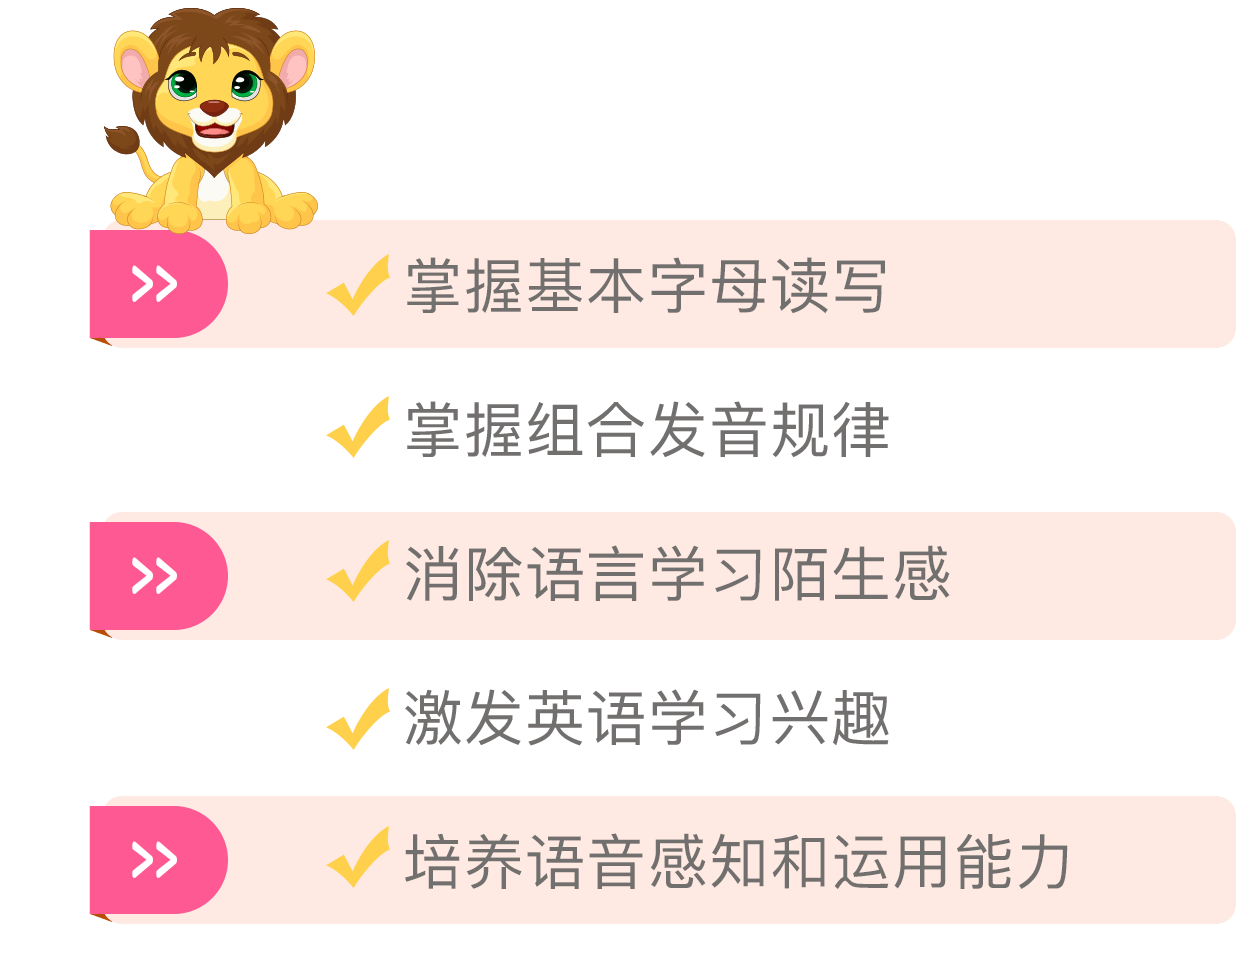 掌握基本字母读写
掌握组合发音规律
消除语言学习陌生感
激发英语学习兴趣
培养语音感知和运用能力